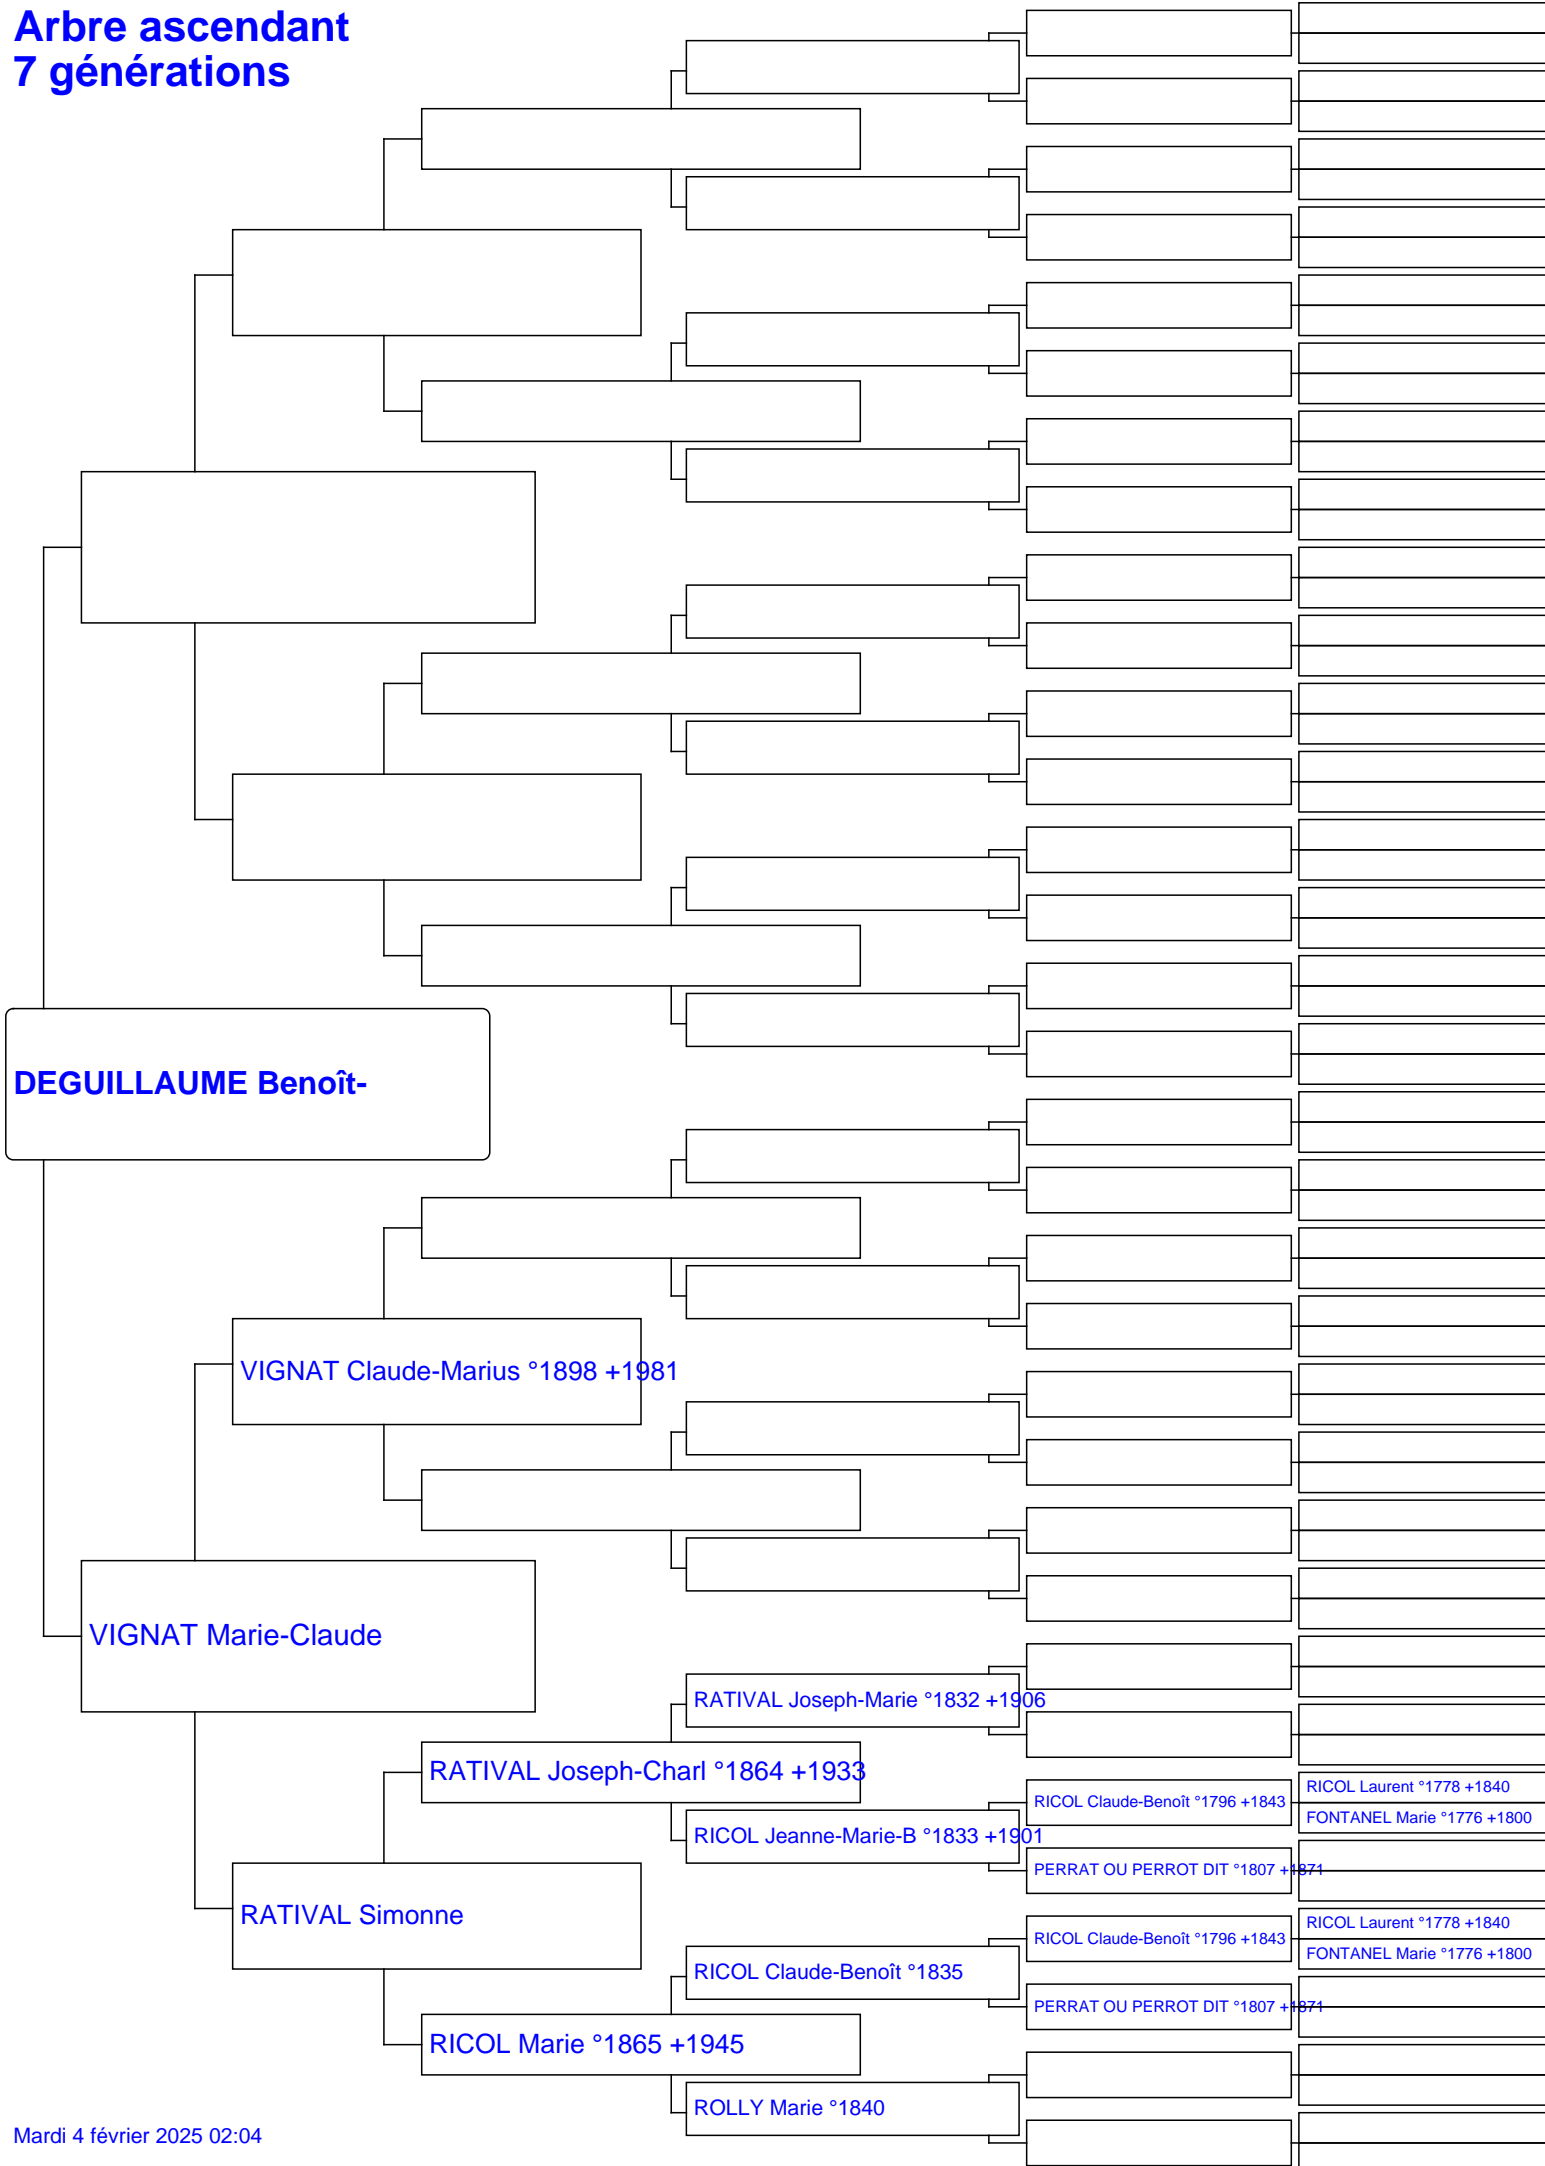 Arbre ascendant
7 générations
DEGUILLAUME Benoît-
VIGNAT Claude-Marius °1898 +1981
VIGNAT Marie-Claude
RATIVAL Joseph-Marie °1832 +1906
RATIVAL Joseph-Charl °1864 +1933
RICOL Laurent °1778 +1840
RICOL Claude-Benoît °1796 +1843
FONTANEL Marie °1776 +1800
RICOL Jeanne-Marie-B °1833 +1901
PERRAT OU PERROT DIT °1807 +1871
RATIVAL Simonne
RICOL Laurent °1778 +1840
RICOL Claude-Benoît °1796 +1843
FONTANEL Marie °1776 +1800
RICOL Claude-Benoît °1835
PERRAT OU PERROT DIT °1807 +1871
RICOL Marie °1865 +1945
ROLLY Marie °1840
Mardi 4 février 2025 02:04